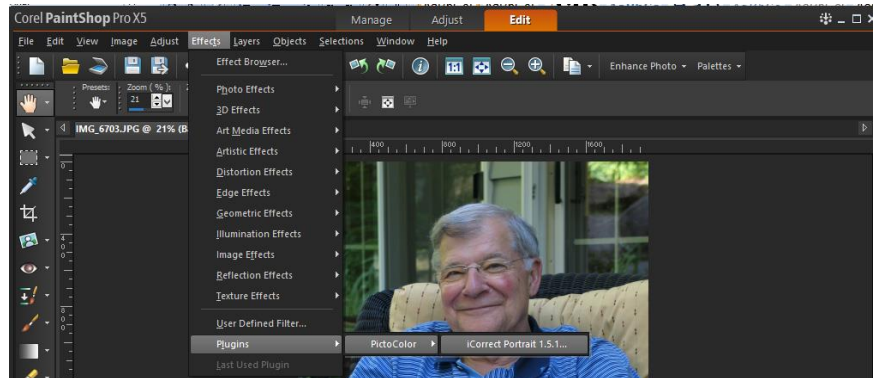 Corel PaintShop Pro X5
Manage Adjust Edit
File Edit View Image Adjust Effects Layers Objects Selections Window Help
Enhance Photo Palettes
Presets: Zoom (%):
21
IMG_6703.JPG @ 21% (B
400 800 1200 1600
Effect Browser...
Photo Effects
3D Effects
Art Media Effects
Artistic Effects
Distortion Effects
Edge Effects
Geometric Effects
Illumination Effects
Image Effects
Reflection Effects
Texture Effects
User Defined Filter...
Plugins PictoColor iCorrect Portrait 1.5.1...
Last Used Plugin